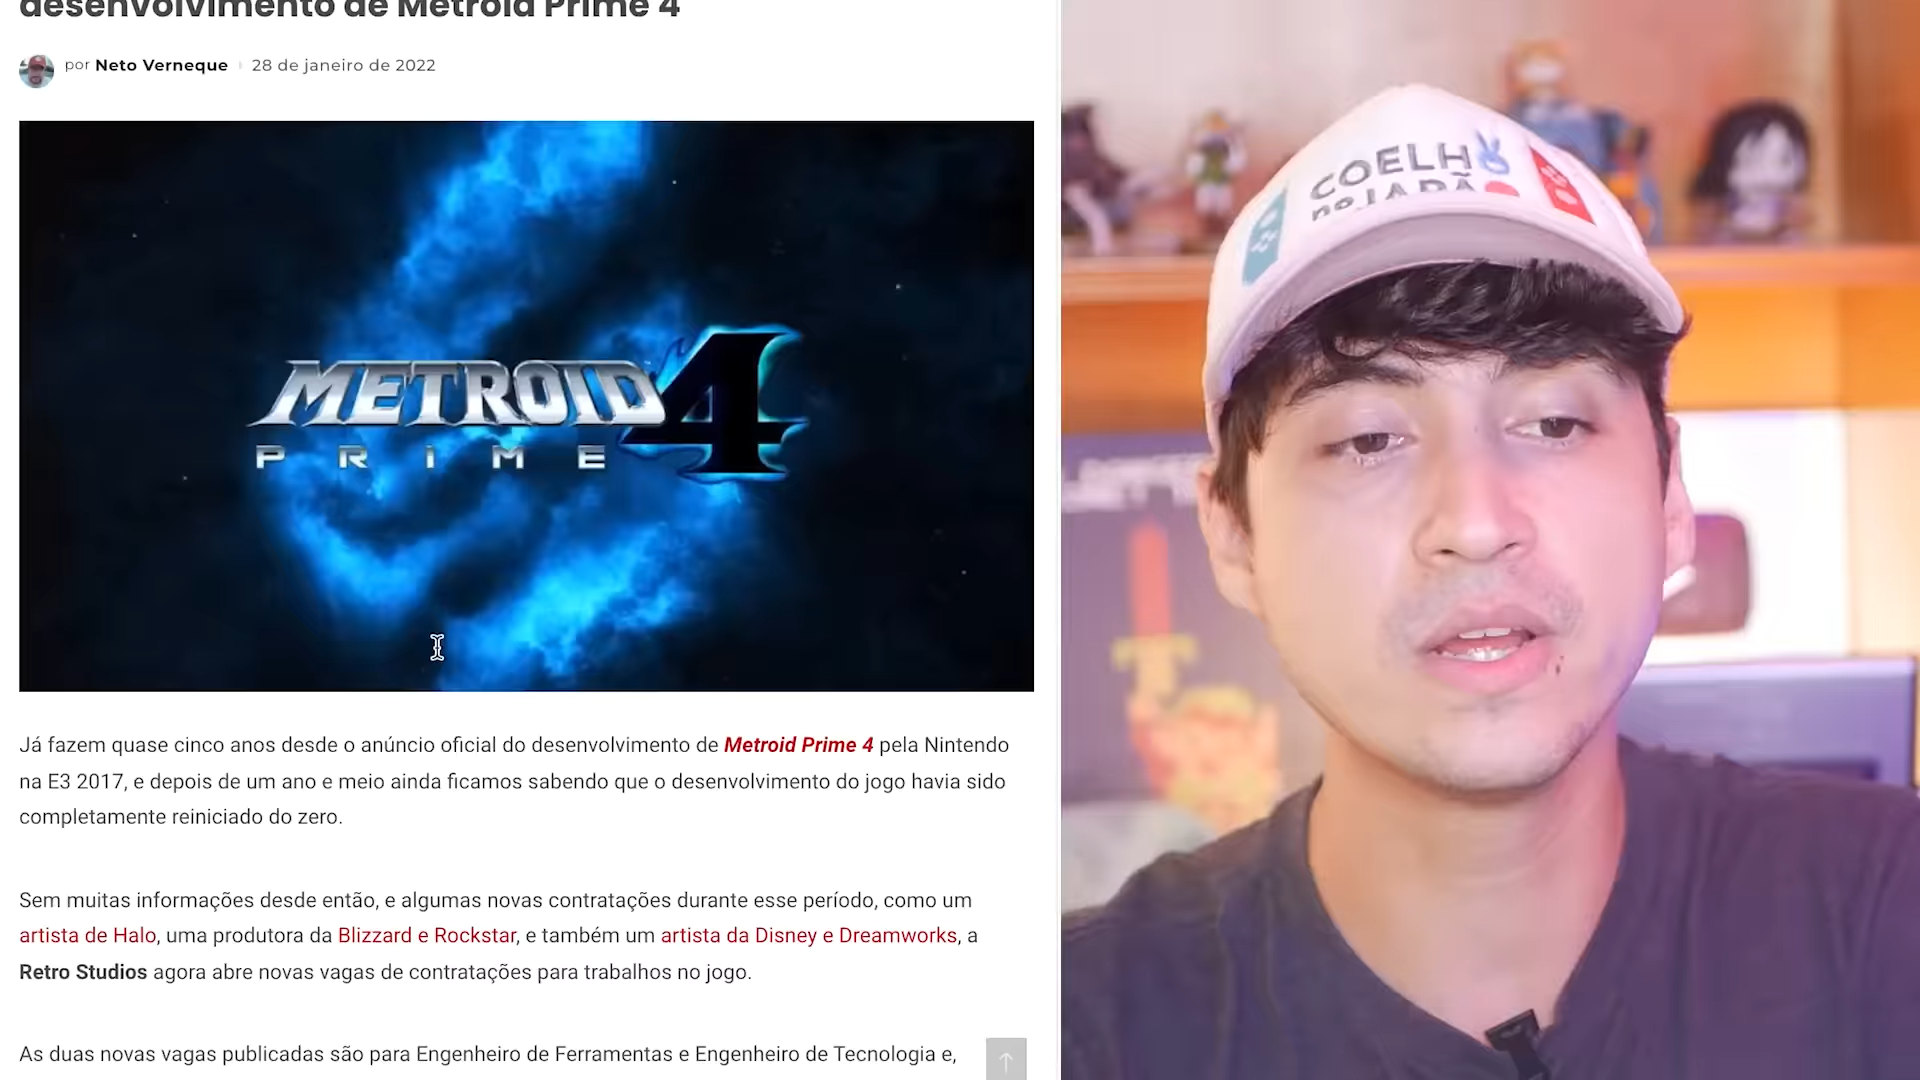 desenvolvimento de Metroid Prime 4
por Neto Verneque
28 de janeiro de 2022
METROID 4
PRIME
Já fazem quase cinco anos desde o anúncio oficial do desenvolvimento de Metroid Prime 4 pela Nintendo
na E3 2017, e depois de um ano e meio ainda ficamos sabendo que o desenvolvimento do jogo havia sido
completamente reiniciado do zero.
Sem muitas informações desde então, e algumas novas contratações durante esse período, como um
artista de Halo, uma produtora da Blizzard e Rockstar, e também um artista da Disney e Dreamworks, a
Retro Studios agora abre novas vagas de contratações para trabalhos no jogo.
As duas novas vagas publicadas são para Engenheiro de Ferramentas e Engenheiro de Tecnologia e,
COELH
no JAPÃ